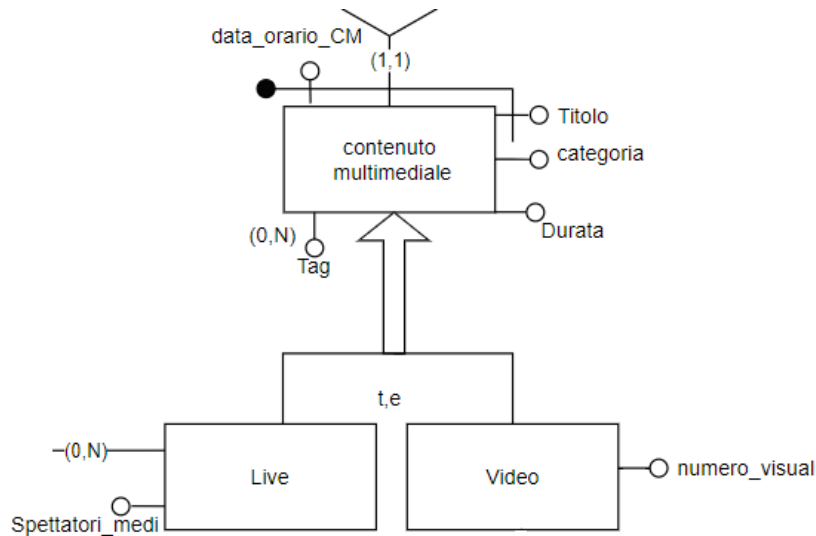 data_orario_CM
(1,1)
Titolo
contenuto
multimediale
categoria
(0,N)
Durata
Tag
t,e
(0,N)
Live
Video
numero_visual
Spettatori_medi